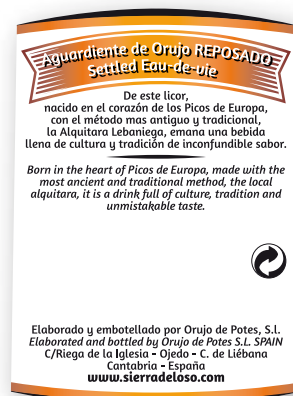 Aguardiente de Orujo REPOSADO
Settled Eau-de-vie
De este licor,
nacido en el corazón de los Picos de Europa,
con el método mas antiguo y tradicional,
la Alquitara Lebaniega, emana una bebida
llena de cultura y tradición de inconfundible sabor.
Born in the heart of Picos de Europa, made with the
most ancient and traditional method, the local
alquitara, it is a drink full of culture, tradition and
unmistakable taste.
Elaborado y embotellado por Orujo de Potes, S.l.
Elaborated and bottled by Orujo de Potes S.L. SPAIN
C/Riega de la Iglesia - Ojedo - C. de Liébana
Cantabria - España
www.sierradeloso.com